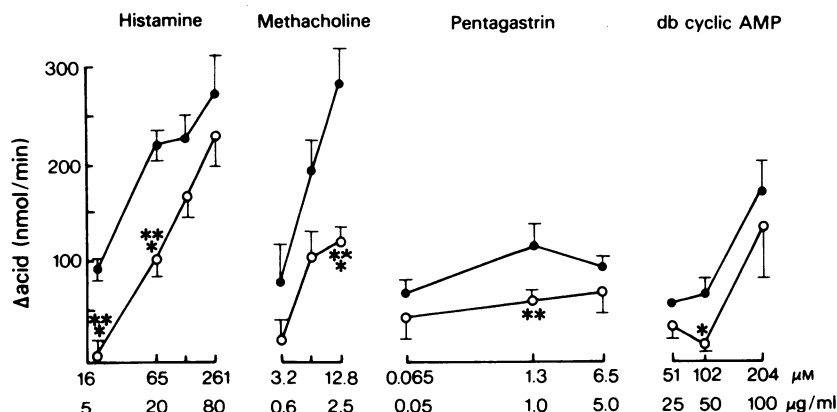 Histamine Methacholine Pentagastrin db cyclic AMP
300
200
100
Δacid (nmol/min)
** * ** * ** * ** *
16 65 261 3.2 12.8 0.065 1.3 6.5 51 102 204 μM
5 20 80 0.6 2.5 0.05 1.0 5.0 25 50 100 μg/ml